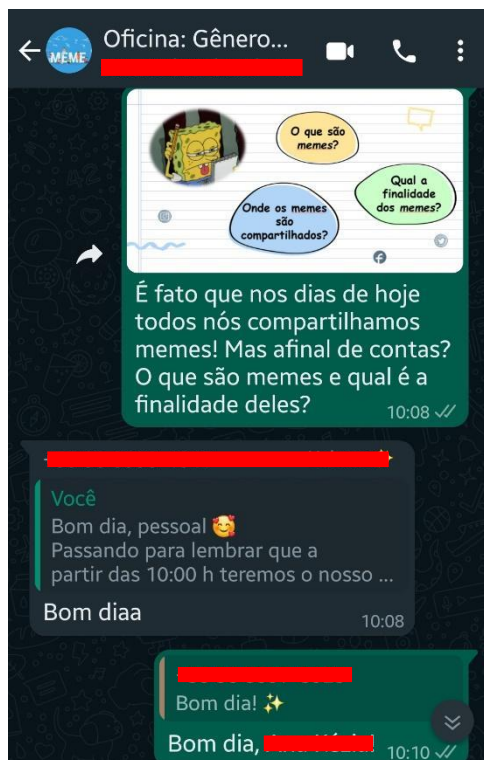 Oficina: Gênero...
MEME
O que são
memes?
Qual a
finalidade
dos memes?
Onde os memes
são
compartilhados?
É fato que nos dias de hoje
todos nós compartilhamos
memes! Mas afinal de contas?
O que são memes e qual é a
finalidade deles?
10:08
Você
Bom dia, pessoal 🥰
Passando para lembrar que a
partir das 10:00 h teremos o nosso ...
Bom diaa
10:08
Bom dia! ✨
Bom dia,
10:10